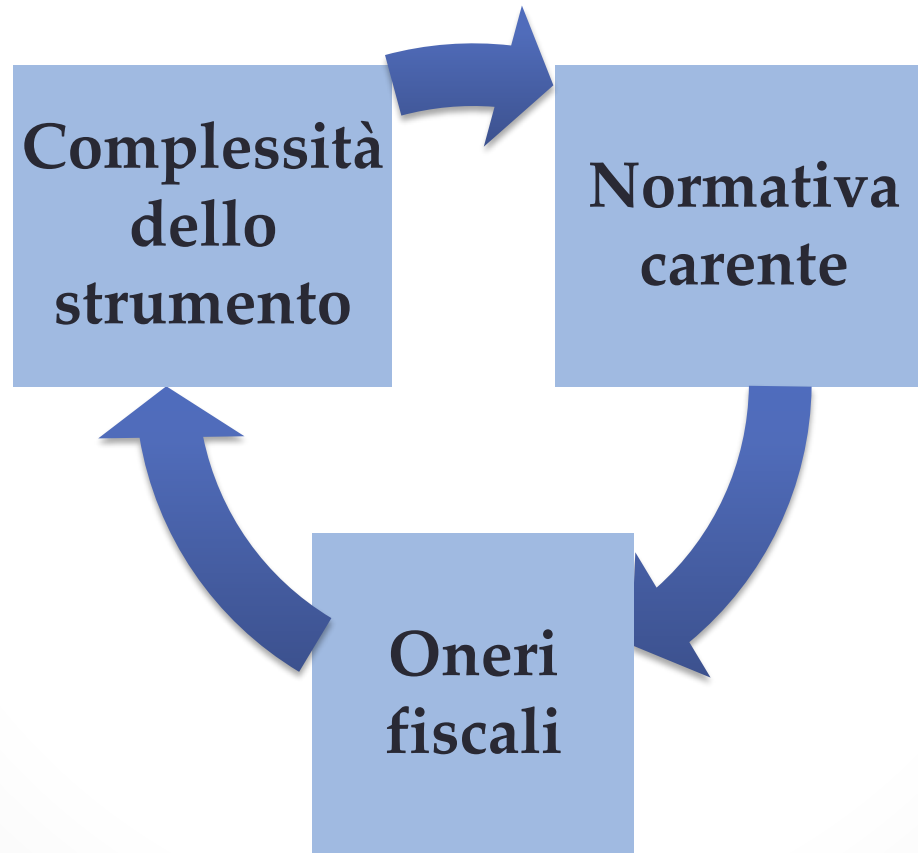 Complessità
dello
strumento
Normativa
carente
Oneri
fiscali